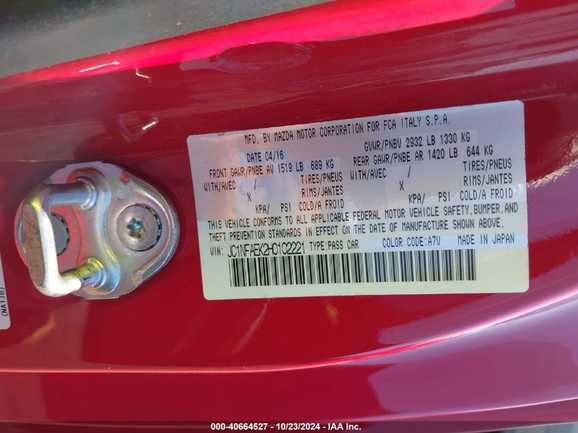 MFD. BY MAZDA MOTOR CORPORATION FOR FCA ITALY S.P.A.
DATE 04/16 GVWR/PNBV 2932 LB 1330 KG
FRONT GAWR/PNBE AV 1519 LB 689 KG REAR GAWR/PNBE AR 1420 LB 644 KG
WITH/AVEC / TIRES/PNEUS WITH/AVEC / TIRES/PNEUS
X RIMS/JANTES X RIMS/JANTES
KPA/ PSI COLD/A FROID KPA/ PSI COLD/A FROID
THIS VEHICLE CONFORMS TO ALL APPLICABLE FEDERAL MOTOR VEHICLE SAFETY, BUMPER, AND
THEFT PREVENTION STANDARDS IN EFFECT ON THE DATE OF MANUFACTURE SHOWN ABOVE.
VIN: JC1NFAEK2H0102221 TYPE PASS CAR COLOR CODE: A7V MADE IN JAPAN
000-40664527 - 10/23/2024 - IAA Inc.